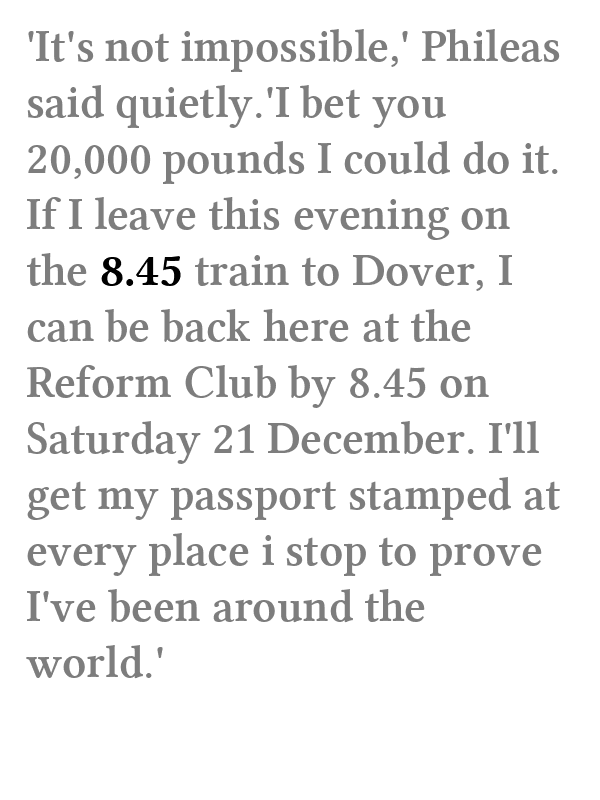 'It's not impossible,' Phileas
said quietly.'I bet you
20,000 pounds I could do it.
If I leave this evening on
the 8.45 train to Dover, I
can be back here at the
Reform Club by 8.45 on
Saturday 21 December. I'll
get my passport stamped at
every place i stop to prove
I've been around the
world.'